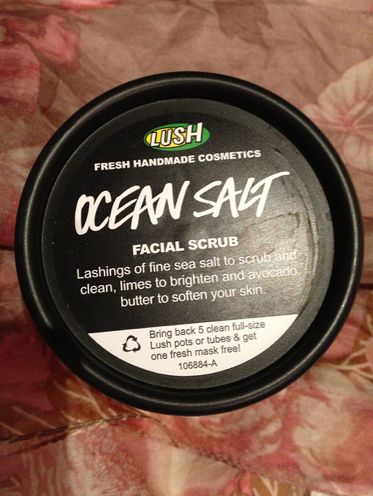 LUSH
FRESH HANDMADE COSMETICS
OCEAN SALT
FACIAL SCRUB
Lashings of fine sea salt to scrub and
clean, limes to brighten and avocado
butter to soften your skin.
Bring back 5 clean full-size
Lush pots or tubes & get
one fresh mask free!
106884-A